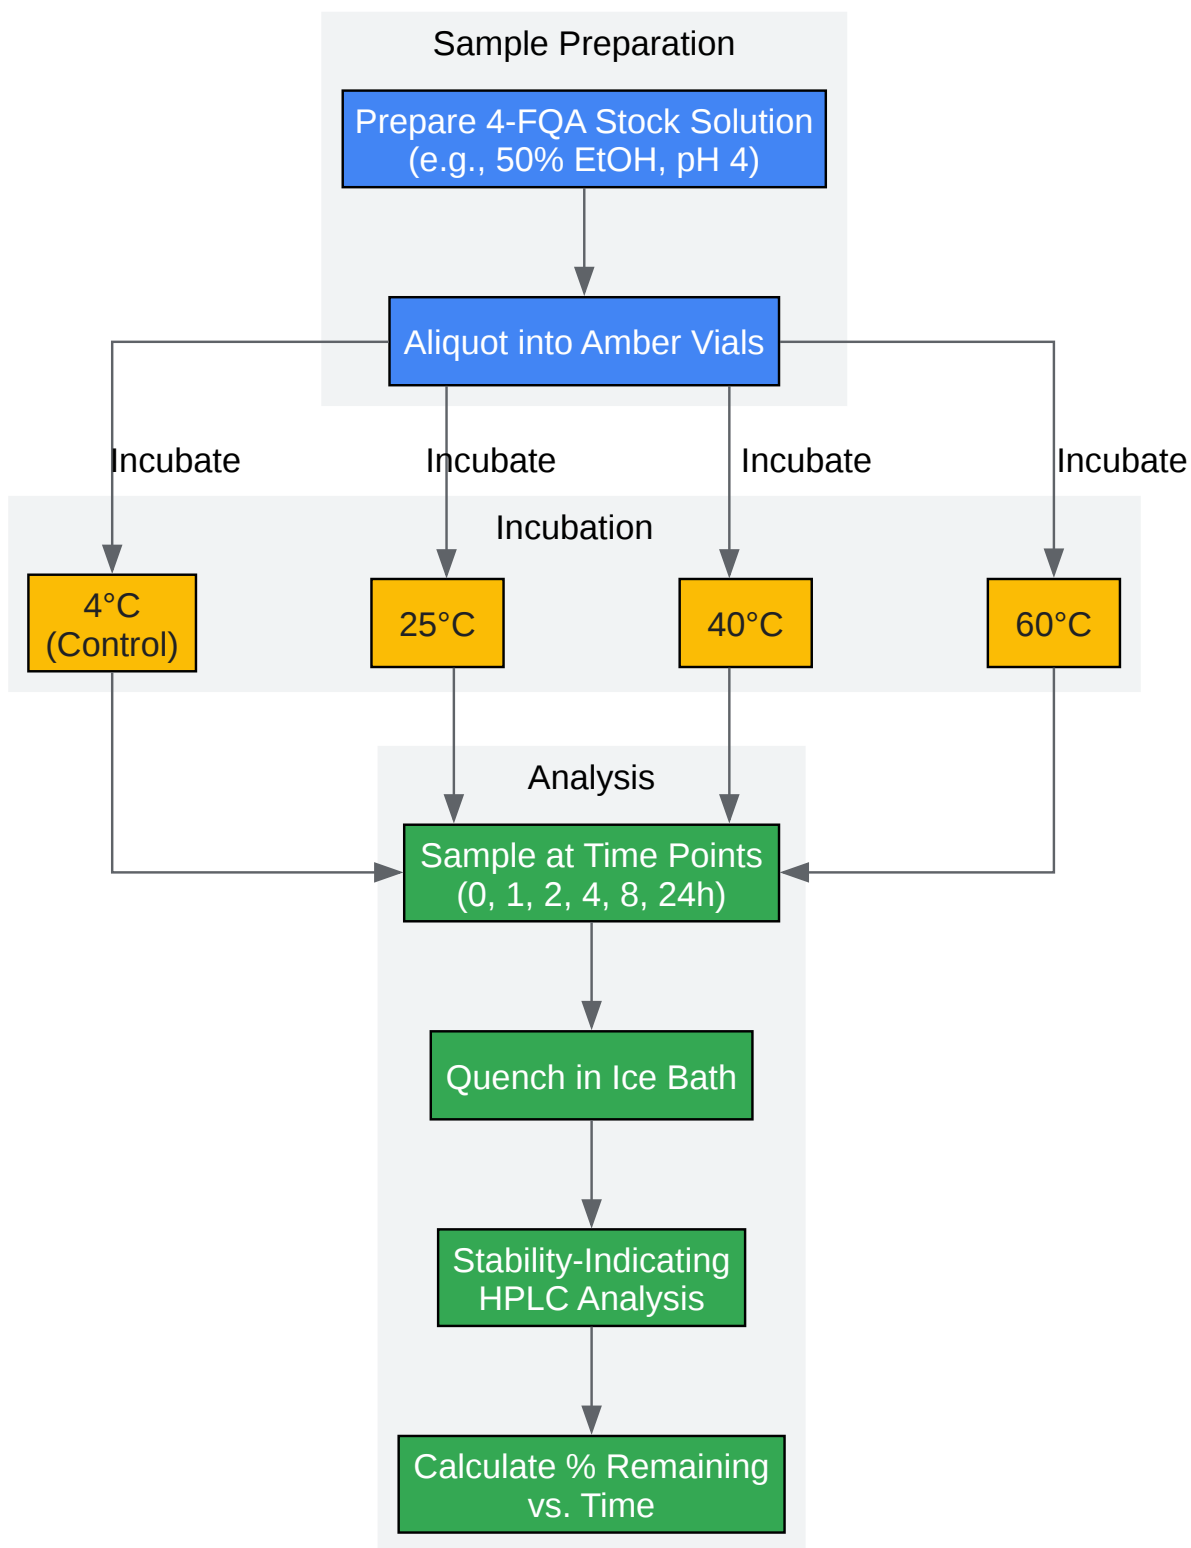 Sample Preparation
Prepare 4-FQA Stock Solution
(e.g., 50% EtOH, pH 4)
Aliquot into Amber Vials
Incubate
Incubate
Incubate
Incubate
Incubation
4°C
(Control)
25°C
40°C
60°C
Analysis
Sample at Time Points
(0, 1, 2, 4, 8, 24h)
Quench in Ice Bath
Stability-Indicating
HPLC Analysis
Calculate % Remaining
vs. Time